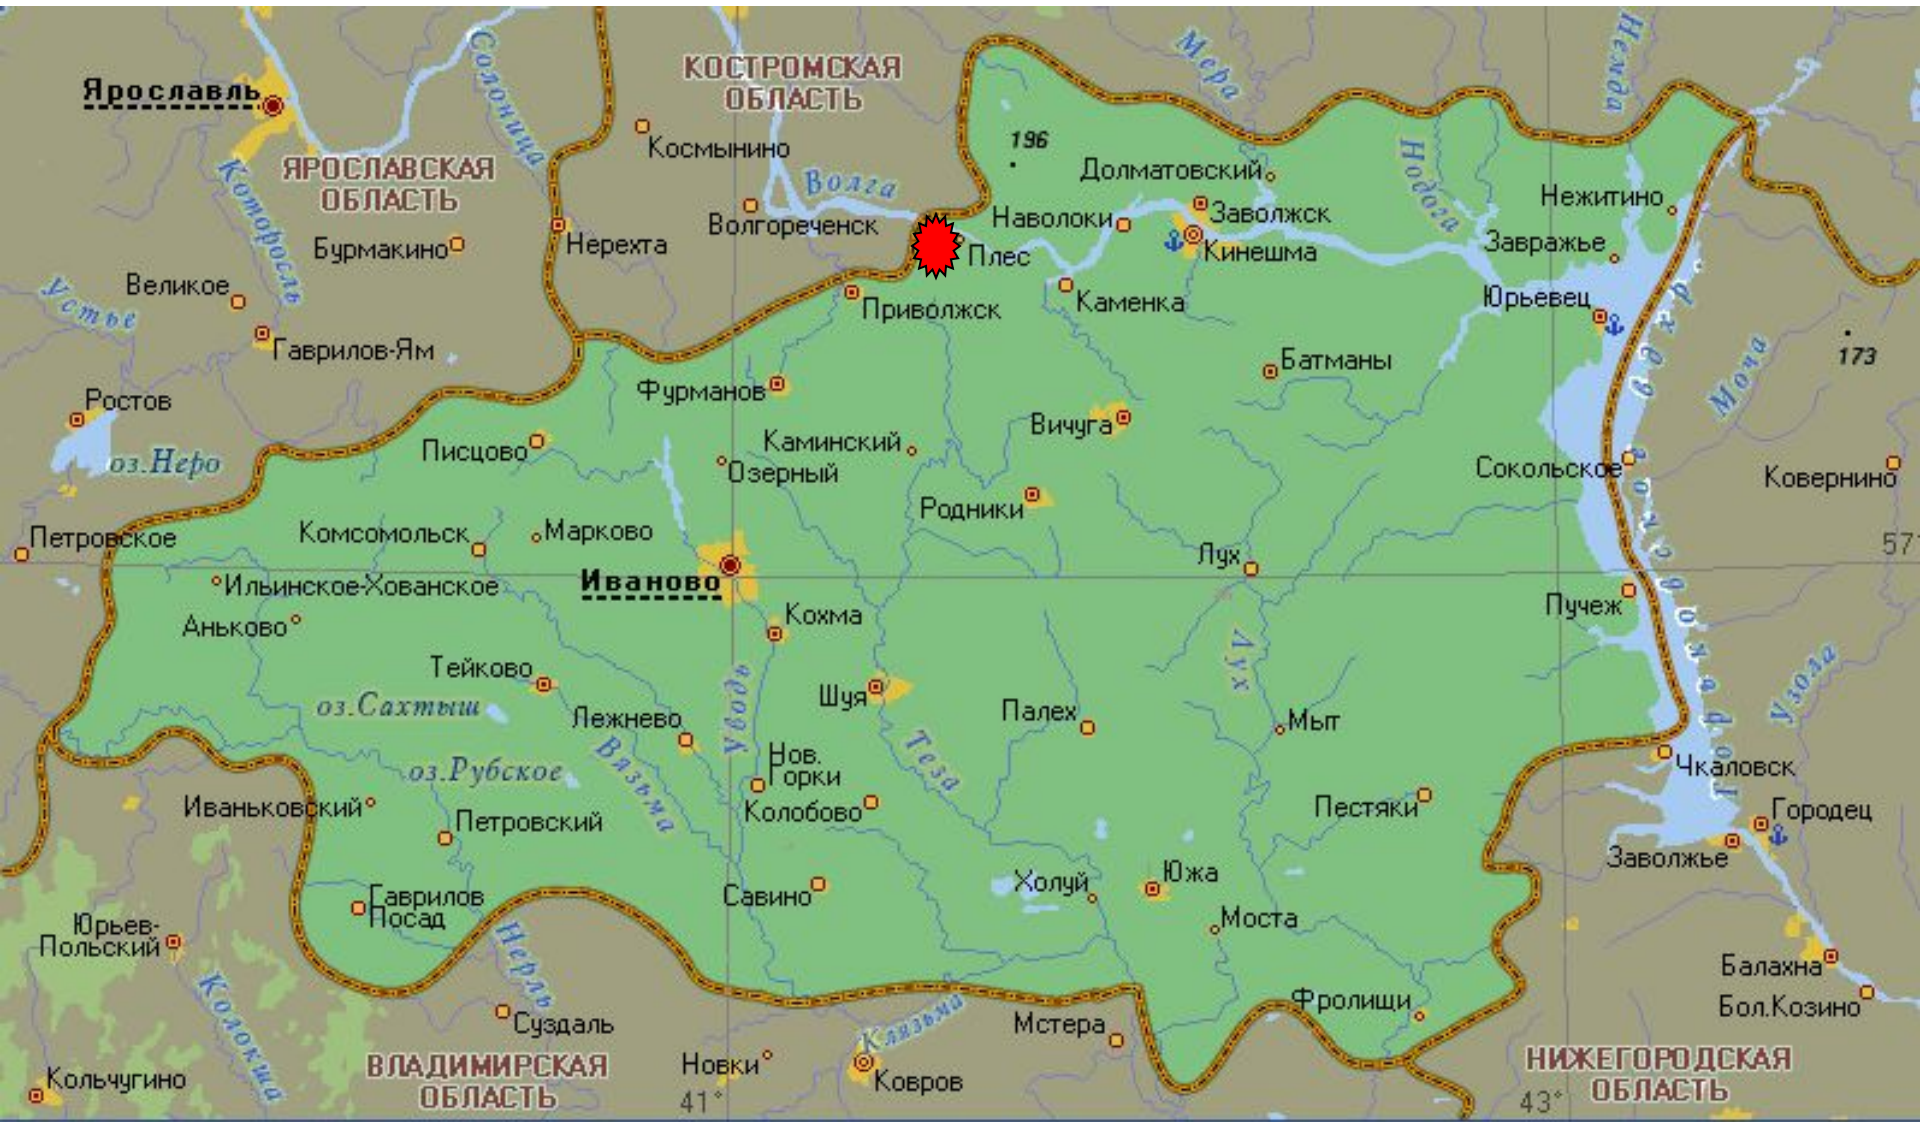 Ярославль
Солоница
КОСТРОМСКАЯ
ОБЛАСТЬ
Мера
Немда
ЯРОСЛАВСКАЯ
ОБЛАСТЬ
Которосль
Космынино
Волга
196
Долматовский
Нодога
Нежитино
Бурмакино
Нерехта
Волгореченск
Наволоки
Заволжск
Плес
Кинешма
Завражье
Великое
Устье
Гаврилов-Ям
Приволжск
Каменка
Юрьевец
173
Моча
Ростов
оз.Неро
Фурманов
Батманы
Писцово
Каминский
Озерный
Вичуга
Сокольское
Ковернино
Петровское
Комсомольск
Марково
Родники
Лух
57°
Ильинское-Хованское
Иваново
Аньково
Кохма
Пучеж
Тейково
Уводь
Шуя
Лух
оз.Сахтыш
Лежнево
Палех
Мыт
Узола
оз.Рубское
Вязьма
Нов.
Горки
Теза
Чкаловск
Иваньковский
Петровский
Колобово
Пестяки
Городец
Заволжье
Гаврилов
Посад
Савино
Холуй
Южа
Моста
Юрьев-
Польский
Нерль
Балахна
Колокша
Суздаль
Клязьма
Мстера
Фролищи
Бол.Козино
Кольчугино
ВЛАДИМИРСКАЯ
ОБЛАСТЬ
Новки
Ковров
НИЖЕГОРОДСКАЯ
ОБЛАСТЬ
41°
43°